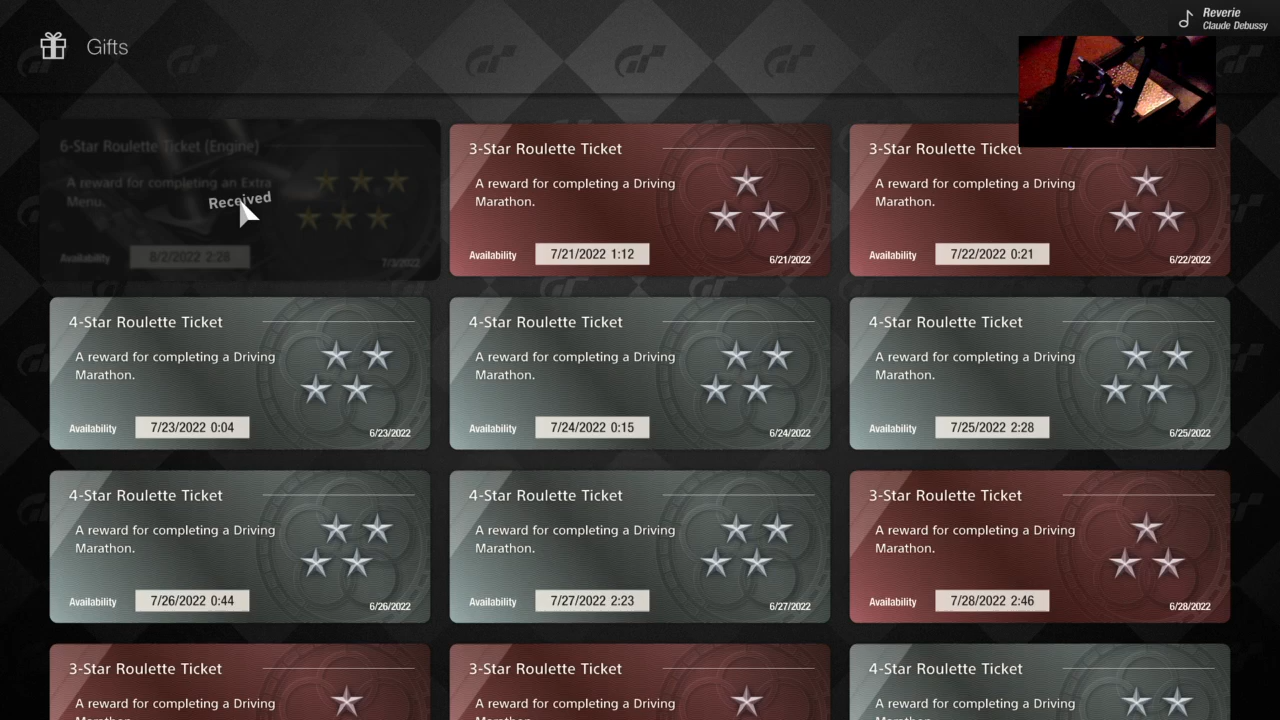 Reverie
Claude Debussy
Gifts
6-Star Roulette Ticket (Engine)
A reward for completing an Extra
Menu.
Received
Availability
8/2/2022 2:28
7/3/2022
3-Star Roulette Ticket
A reward for completing a Driving
Marathon.
Availability
7/21/2022 1:12
6/21/2022
3-Star Roulette Ticket
A reward for completing a Driving
Marathon.
Availability
7/22/2022 0:21
6/22/2022
4-Star Roulette Ticket
A reward for completing a Driving
Marathon.
Availability
7/23/2022 0:04
6/23/2022
4-Star Roulette Ticket
A reward for completing a Driving
Marathon.
Availability
7/24/2022 0:15
6/24/2022
4-Star Roulette Ticket
A reward for completing a Driving
Marathon.
Availability
7/25/2022 2:28
6/25/2022
4-Star Roulette Ticket
A reward for completing a Driving
Marathon.
Availability
7/26/2022 0:44
6/26/2022
4-Star Roulette Ticket
A reward for completing a Driving
Marathon.
Availability
7/27/2022 2:23
6/27/2022
3-Star Roulette Ticket
A reward for completing a Driving
Marathon.
Availability
7/28/2022 2:46
6/28/2022
3-Star Roulette Ticket
A reward for completing a Driving
Marathon.
3-Star Roulette Ticket
A reward for completing a Driving
Marathon.
4-Star Roulette Ticket
A reward for completing a Driving
Marathon.